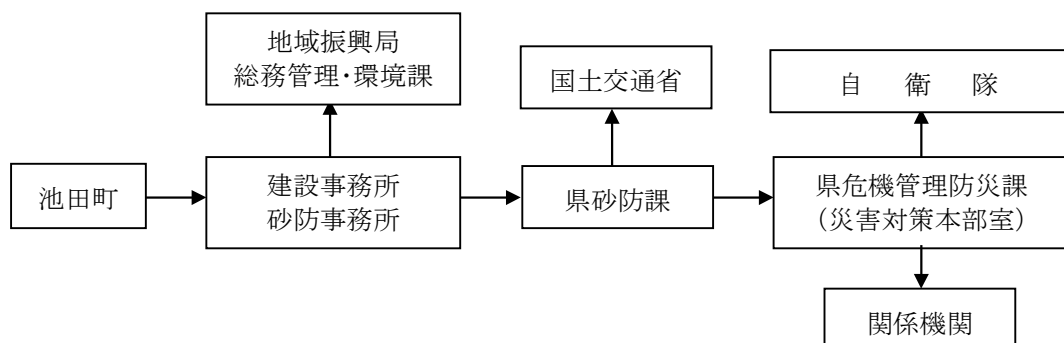 地域振興局
総務管理・環境課
国土交通省
自 衛 隊
池田町
建設事務所
砂防事務所
県砂防課
県危機管理防災課
（災害対策本部室）
関係機関